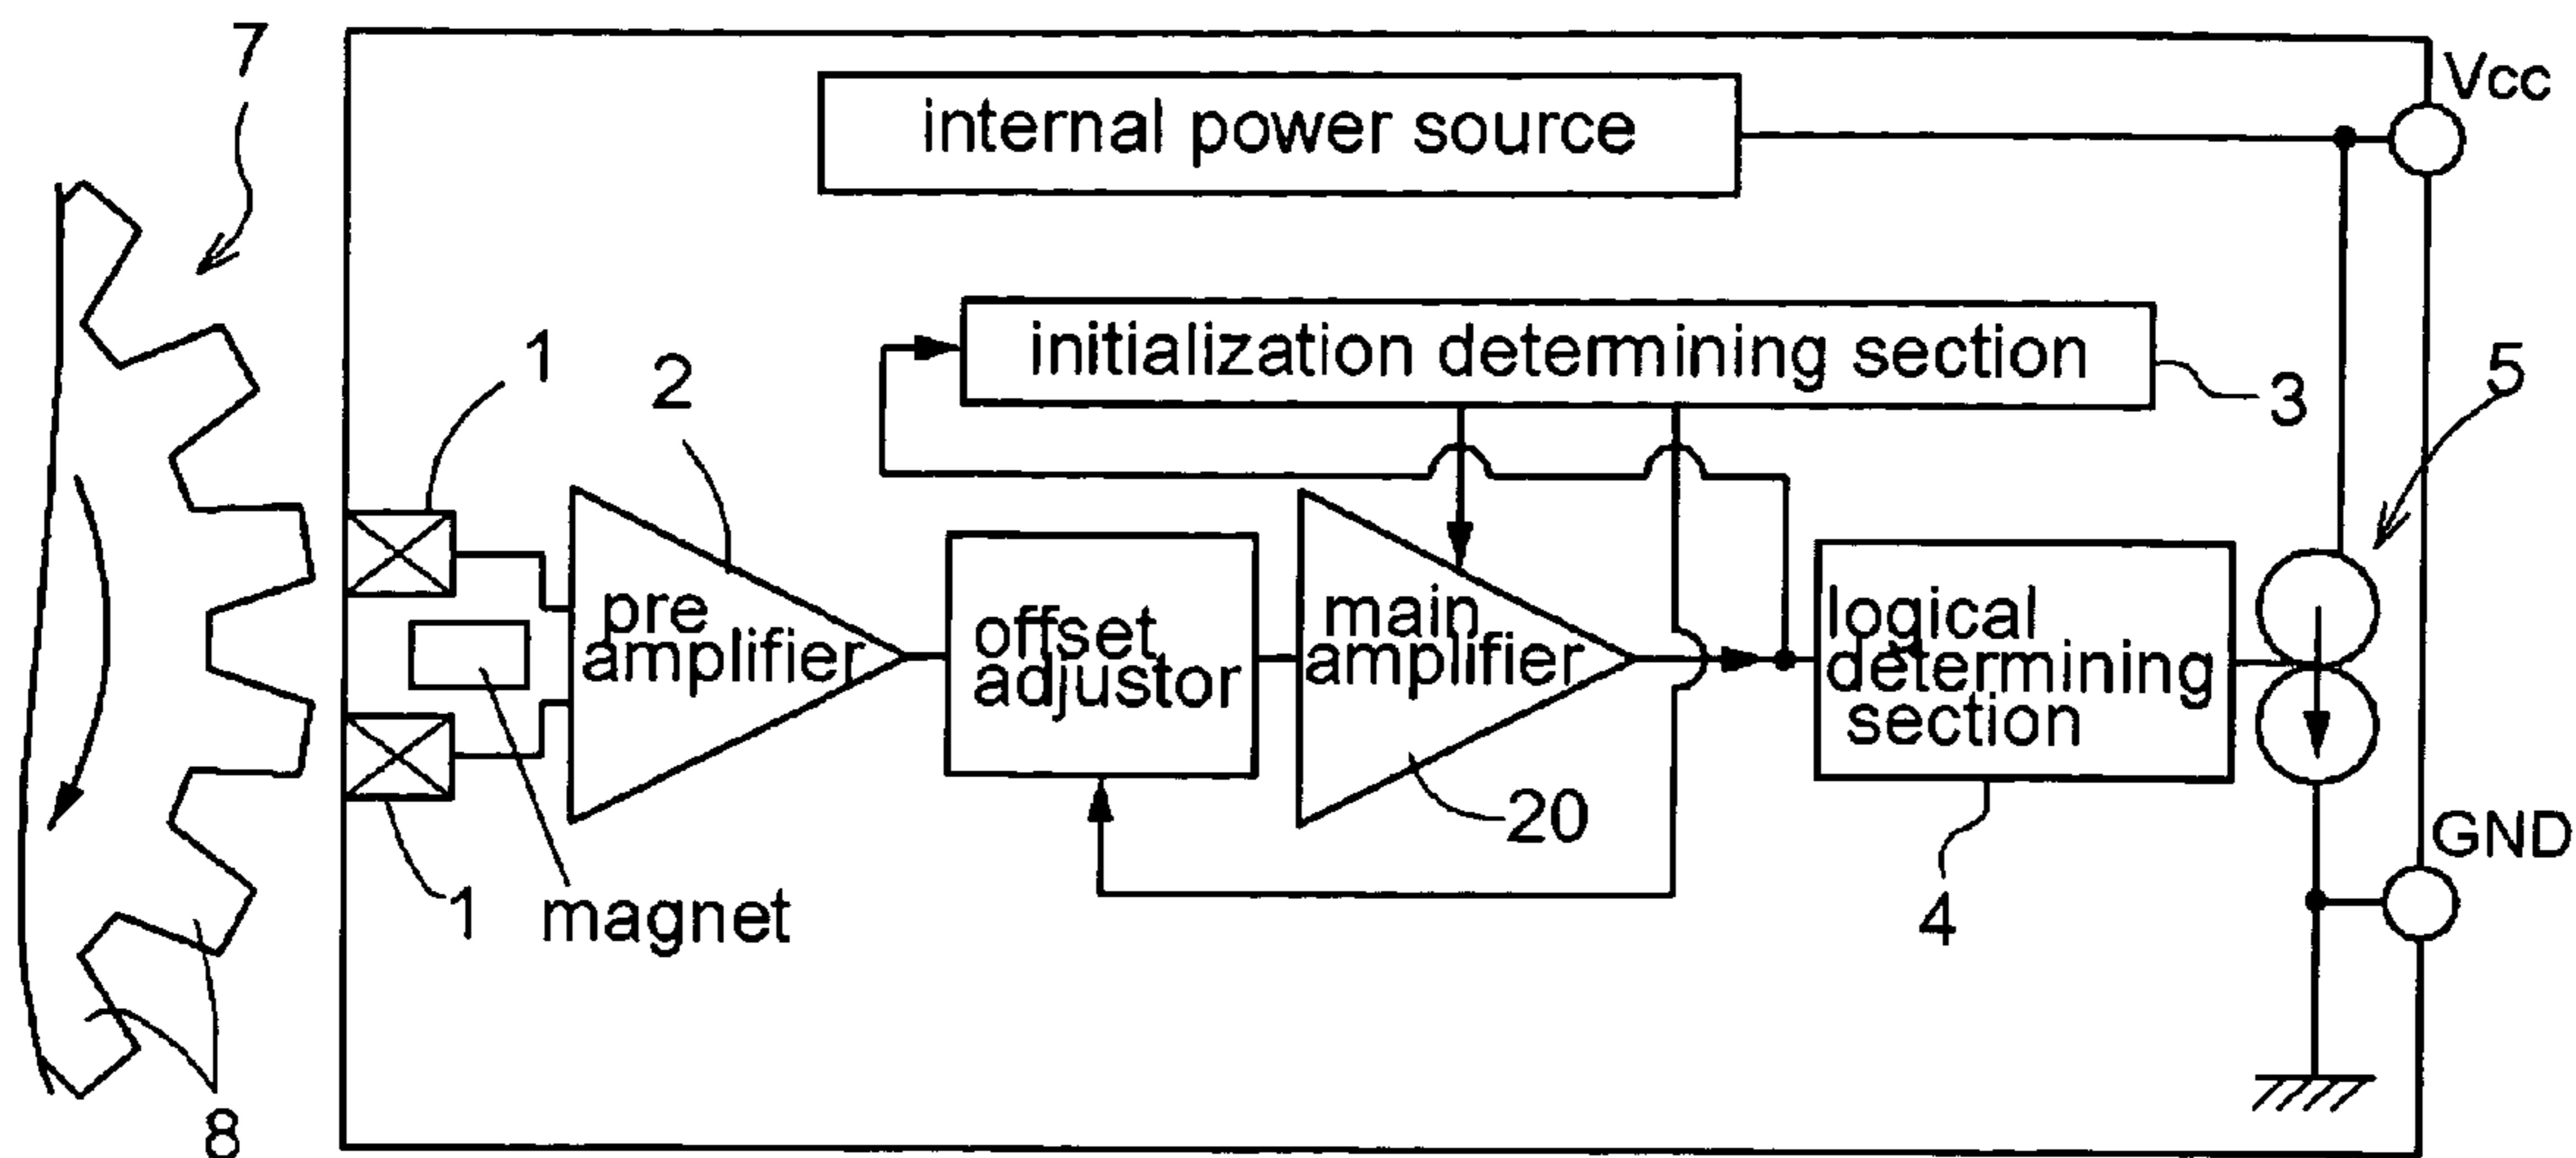 7
Vcc
internal power source
initialization determining section
3
5
1
2
pre
amplifier
offset
adjustor
main
amplifier
20
logical
determining
section
4
GND
1
magnet
8